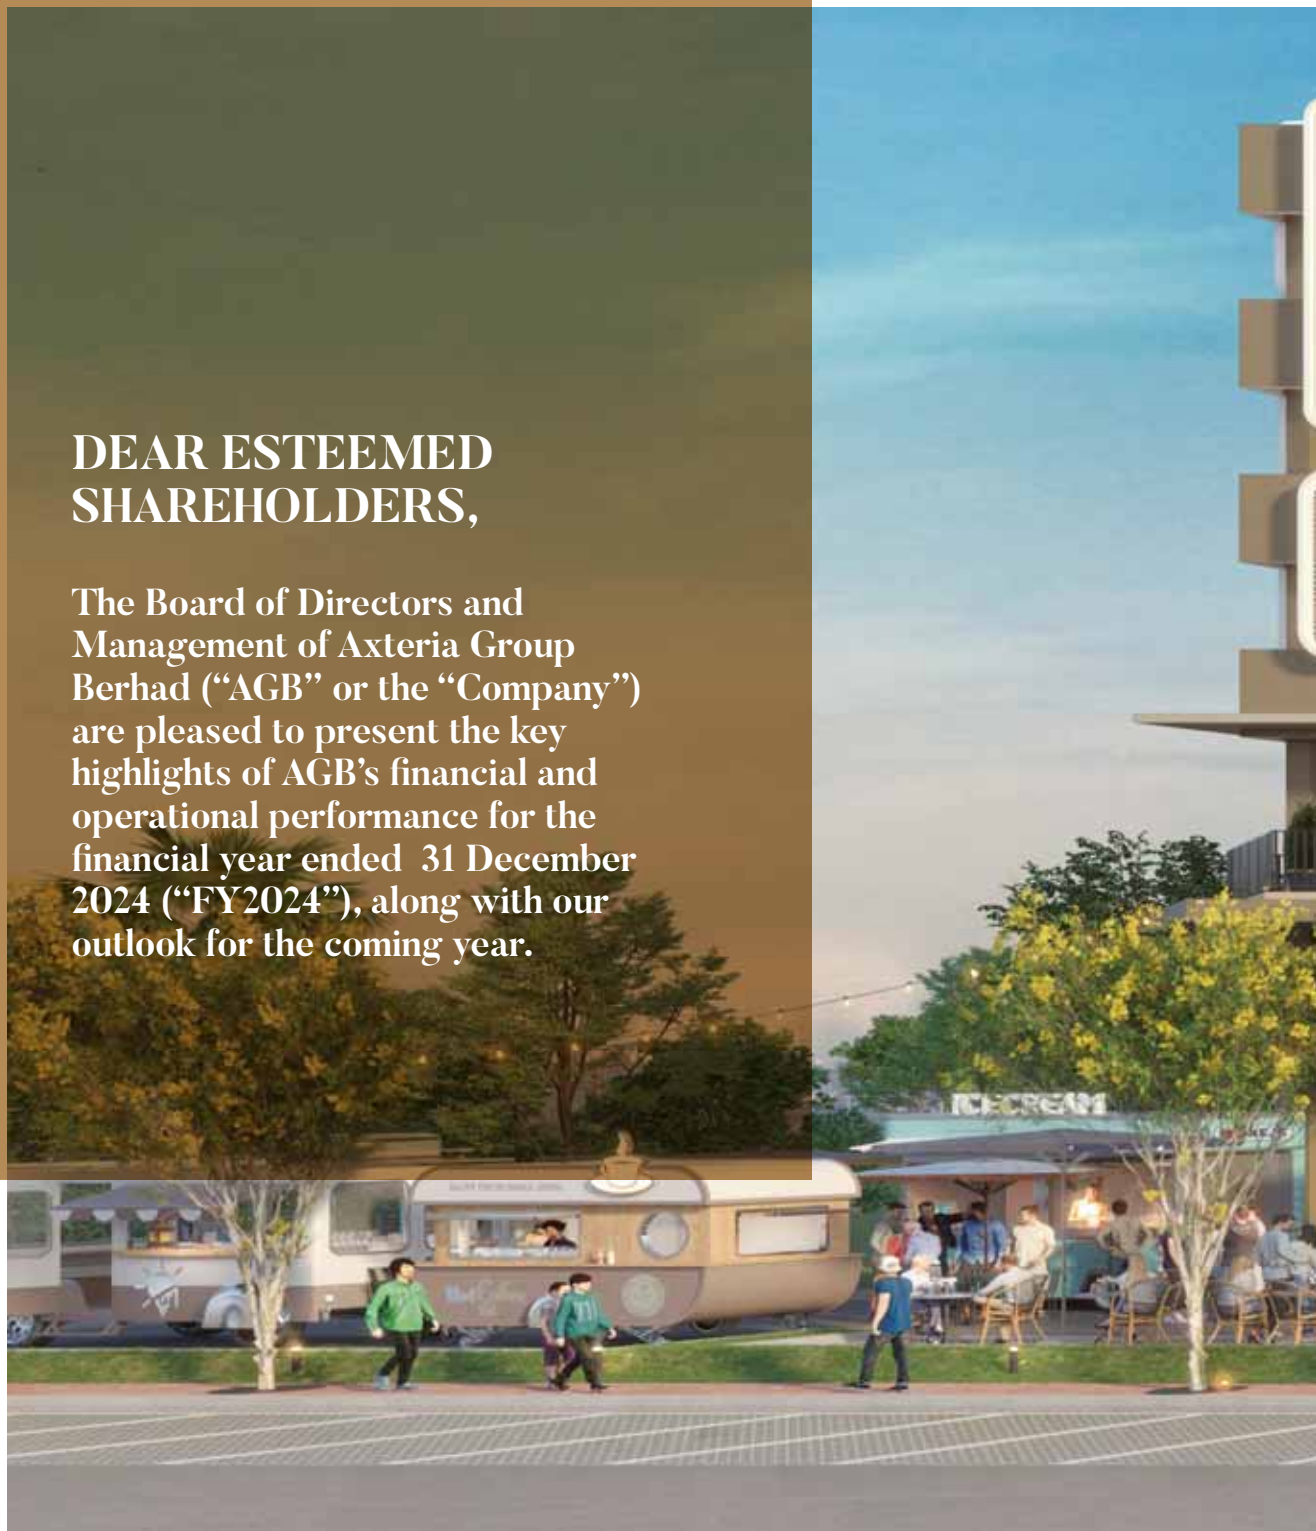 DEAR ESTEEMED
SHAREHOLDERS,
The Board of Directors and
Management of Axteria Group
Berhad (“AGB” or the “Company”)
are pleased to present the key
highlights of AGB’s financial and
operational performance for the
financial year ended  31 December
2024 (“FY2024”), along with our
outlook for the coming year.
ICECREAM